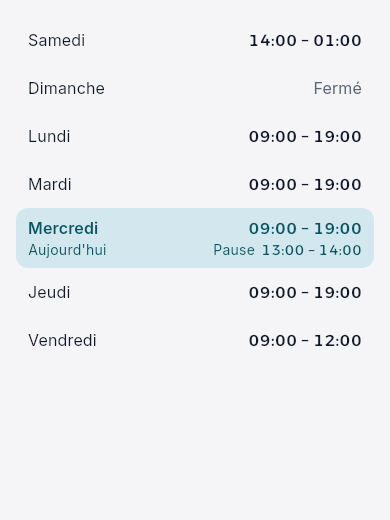 Samedi 14:00 – 01:00
Dimanche Fermé
Lundi 09:00 – 19:00
Mardi 09:00 – 19:00
Mercredi 09:00 – 19:00
Aujourd'hui Pause 13:00 – 14:00
Jeudi 09:00 – 19:00
Vendredi 09:00 – 12:00